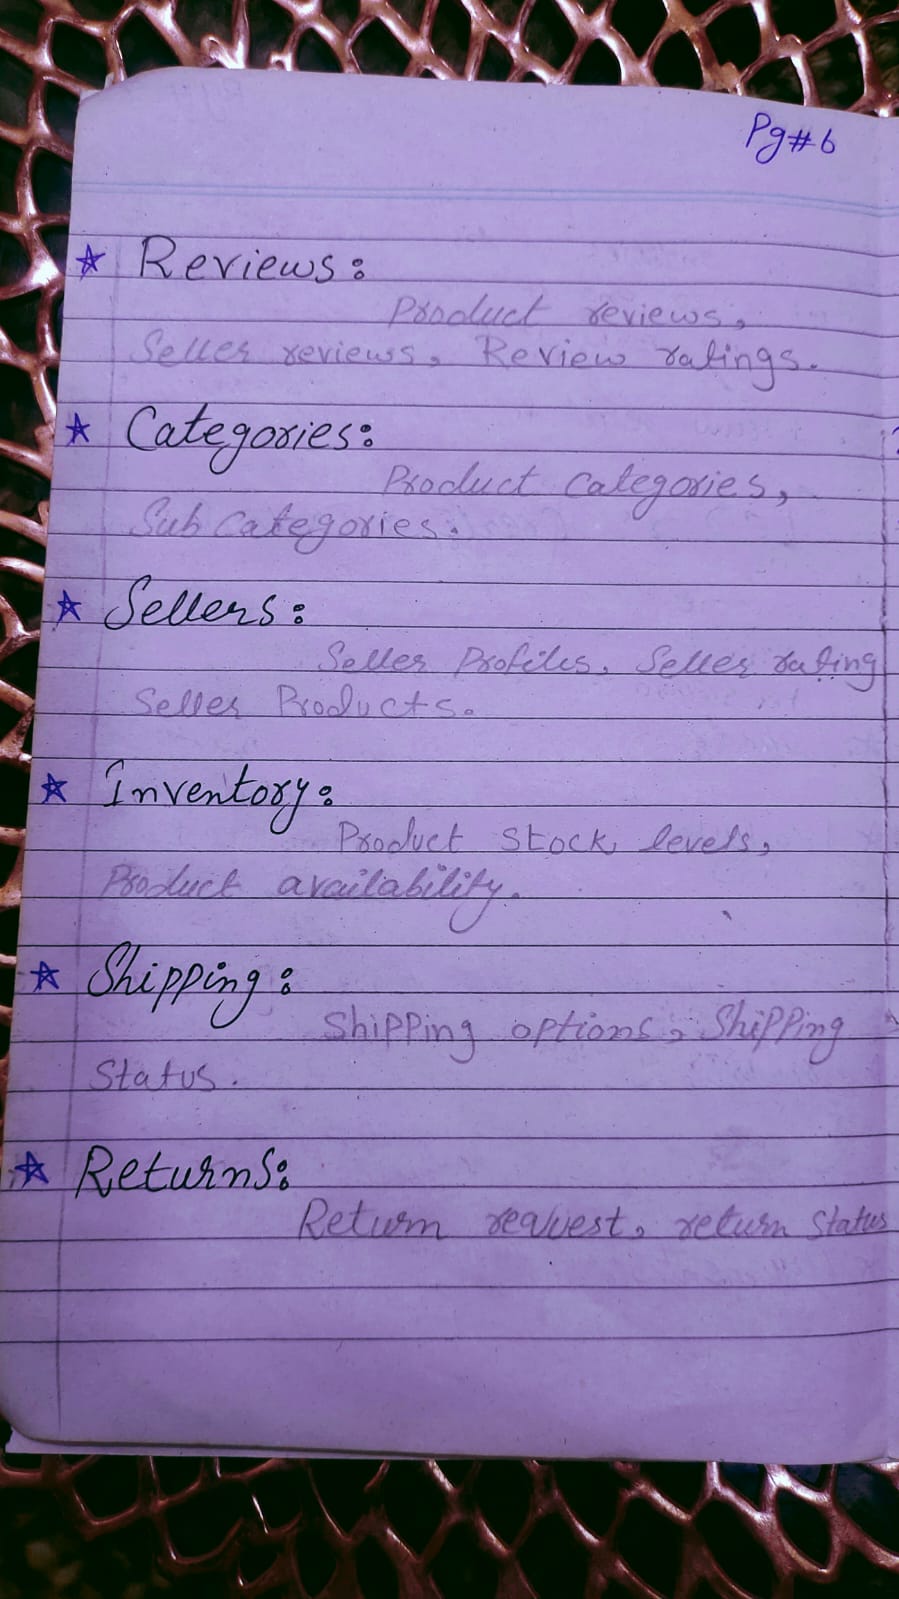 Pg#6
☆ Reviews:
Product reviews,
Seller reviews, Review ratings.
☆ Categories:
Product Categories,
Sub Categories.
☆ Sellers:
Seller Profiles, Seller rating
Seller Products.
☆ Inventory:
Product Stock levels,
Product availability.
☆ Shipping:
Shipping options, Shipping
Status.
☆ Returns:
Return request, return Status